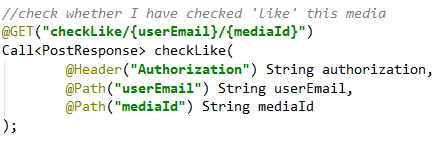 //check whether I have checked 'like' this media
@GET("checkLike/{userEmail}/{mediaId}")
Call<PostResponse> checkLike(
        @Header("Authorization") String authorization,
        @Path("userEmail") String userEmail,
        @Path("mediaId") String mediaId
);